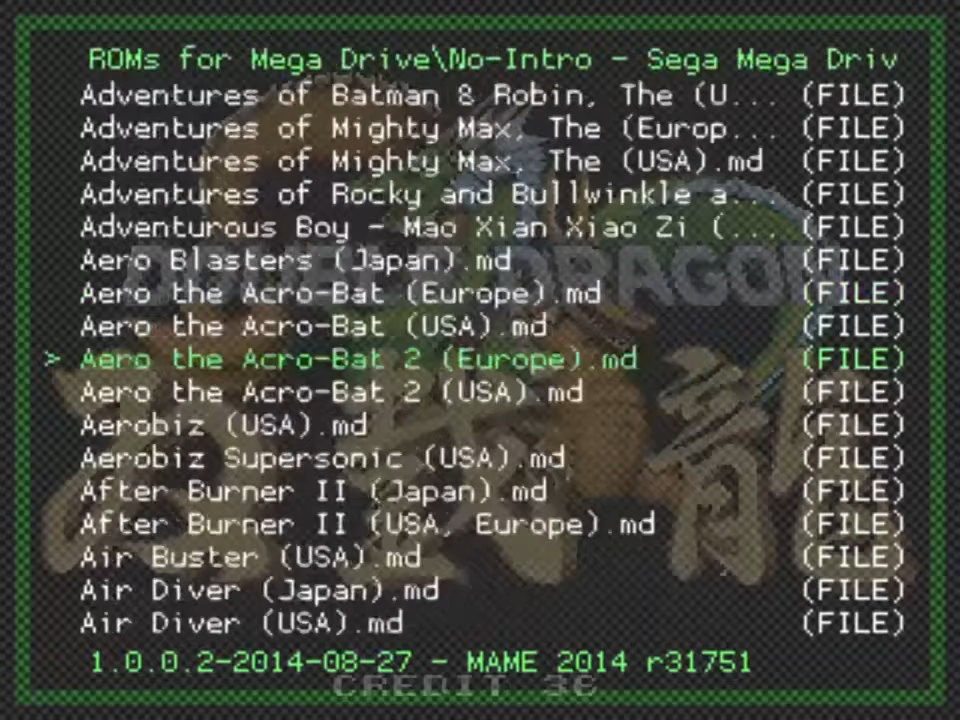 ROMs for Mega Drive\No-Intro - Sega Mega Driv
Adventures of Batman & Robin, The (U... (FILE)
Adventures of Mighty Max, The (Europ... (FILE)
Adventures of Mighty Max, The (USA).md (FILE)
Adventures of Rocky and Bullwinkle a... (FILE)
Adventurous Boy - Mao Xian Xiao Zi (... (FILE)
Aero Blasters (Japan).md (FILE)
Aero the Acro-Bat (Europe).md (FILE)
Aero the Acro-Bat (USA).md (FILE)
> Aero the Acro-Bat 2 (Europe).md (FILE)
Aero the Acro-Bat 2 (USA).md (FILE)
Aerobiz (USA).md (FILE)
Aerobiz Supersonic (USA).md (FILE)
After Burner II (Japan).md (FILE)
After Burner II (USA, Europe).md (FILE)
Air Buster (USA).md (FILE)
Air Diver (Japan).md (FILE)
Air Diver (USA).md (FILE)
1.0.0.2-2014-08-27 - MAME 2014 r31751
DOUBLE DRAGON
双截龍
CREDIT 36